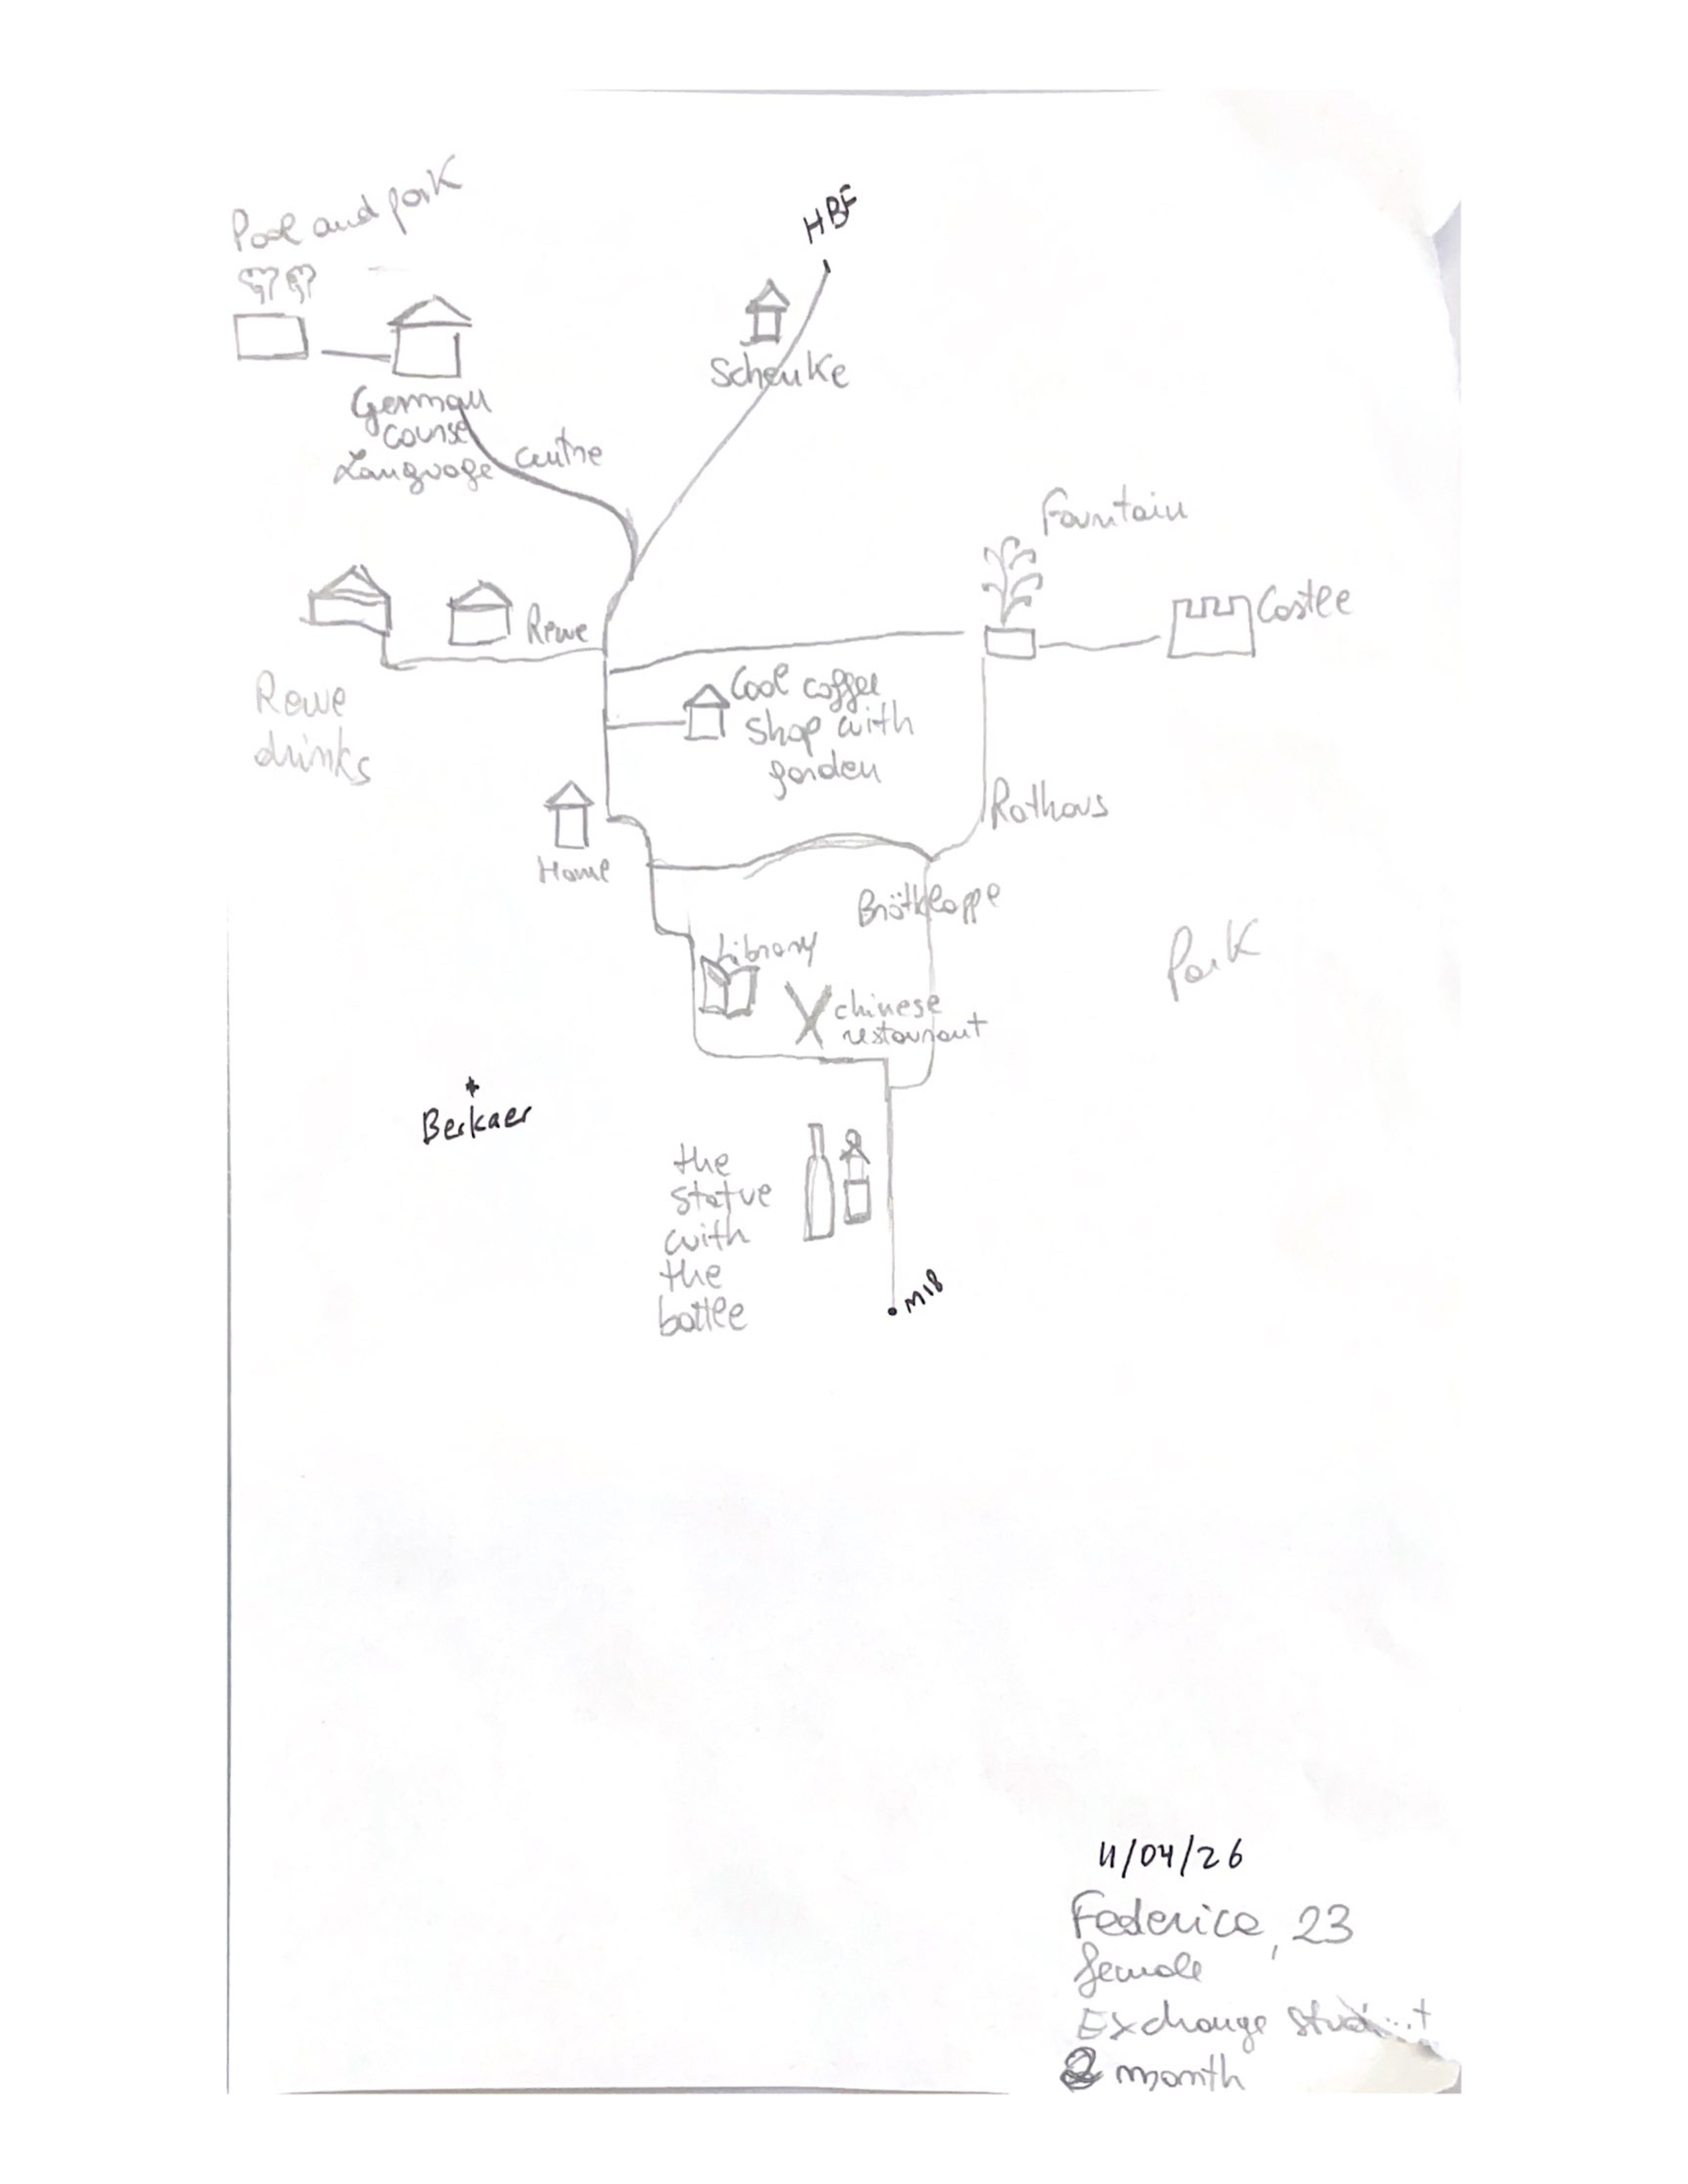 Pool and park
HBF
Schenke
German
course
Language centre
Fountain
Castle
Rewe
Rewe
drinks
Cool coffee
shop with
garden
Rathaus
Home
Brotklappe
Library
Park
chinese
restaurant
Berkaer
the
statue
with
the
bottle
M18
11/04/26
Federica, 23
female
Exchange student
month